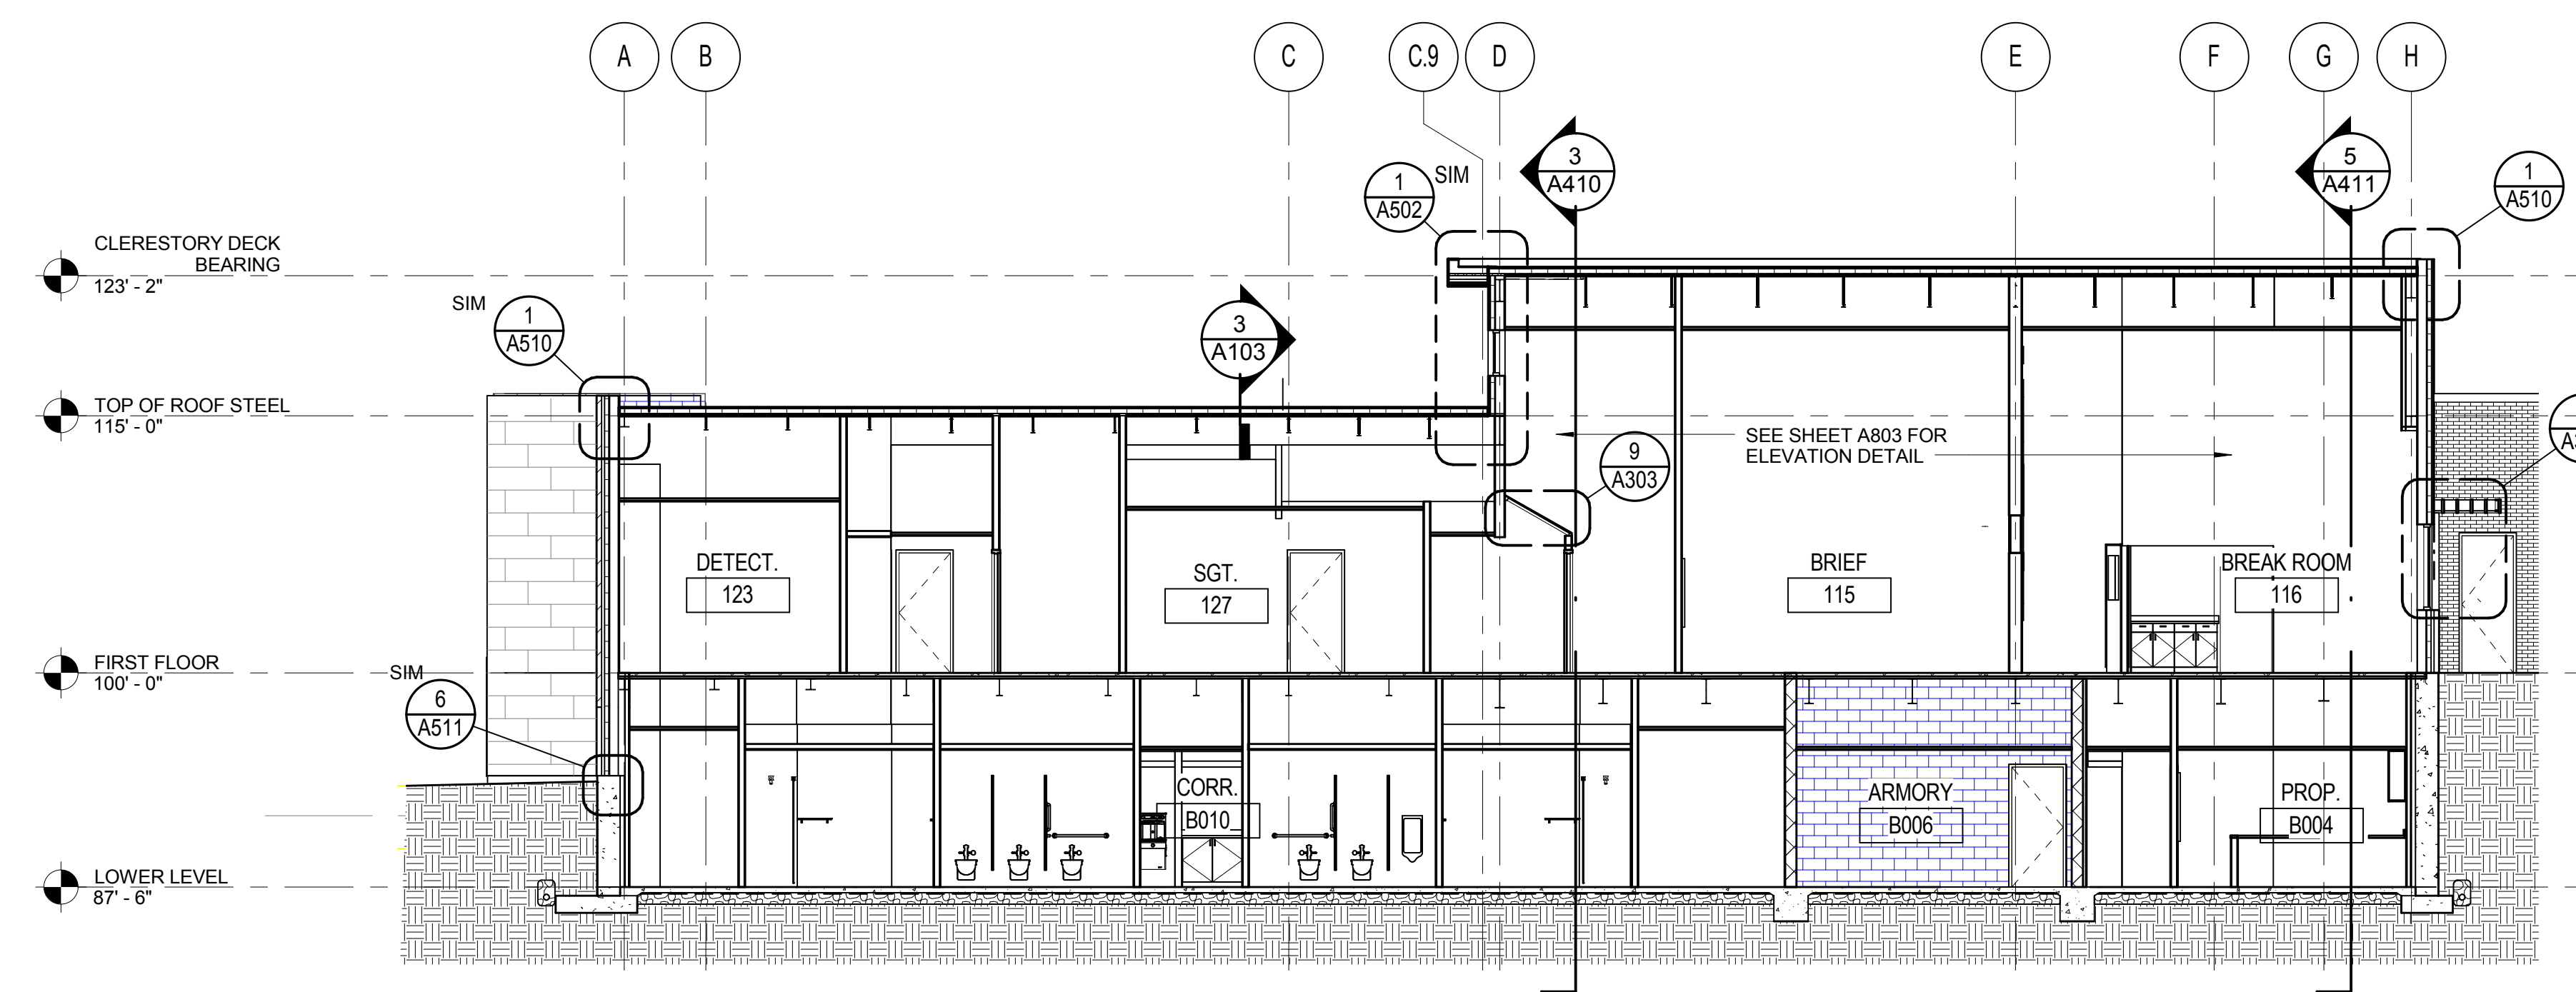 A
B
C
C.9
D
E
F
G
H
3
A410
5
A411
1
A502
SIM
1
A510
CLERESTORY DECK
BEARING
123' - 2"
SIM
1
A510
3
A103
TOP OF ROOF STEEL
115' - 0"
SEE SHEET A803 FOR
ELEVATION DETAIL
9
A303
DETECT.
123
SGT.
127
BRIEF
115
BREAK ROOM
116
FIRST FLOOR
100' - 0"
SIM
6
A511
CORR.
B010
ARMORY
B006
PROP.
B004
LOWER LEVEL
87' - 6"